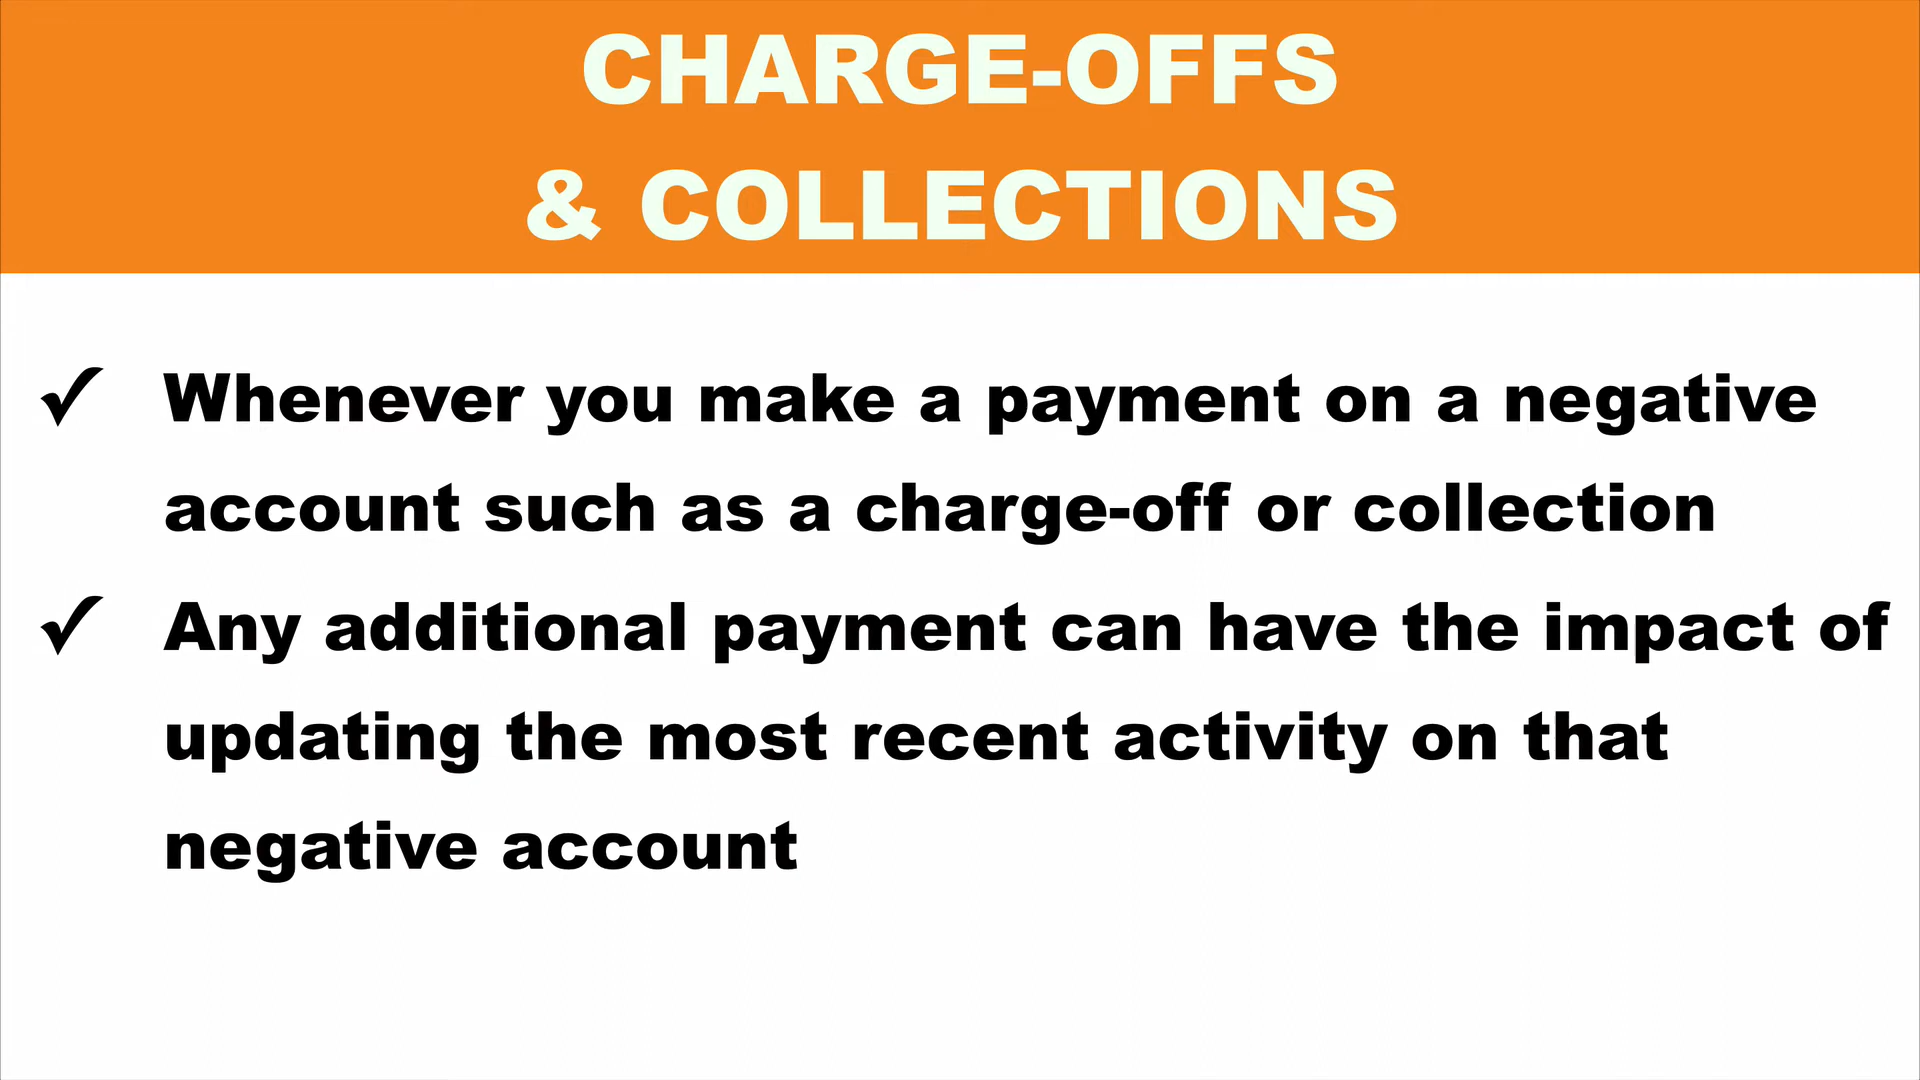 CHARGE-OFFS
& COLLECTIONS
✓ Whenever you make a payment on a negative
account such as a charge-off or collection
✓ Any additional payment can have the impact of
updating the most recent activity on that
negative account